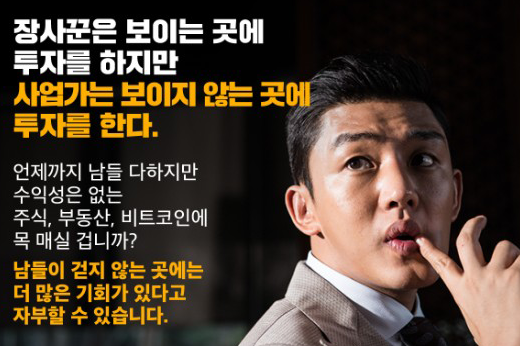 장사꾼은 보이는 곳에
투자를 하지만
사업가는 보이지 않는 곳에
투자를 한다.
언제까지 남들 다하지만
수익성은 없는
주식, 부동산, 비트코인에
목 매실 겁니까?
남들이 걷지 않는 곳에는
더 많은 기회가 있다고
자부할 수 있습니다.